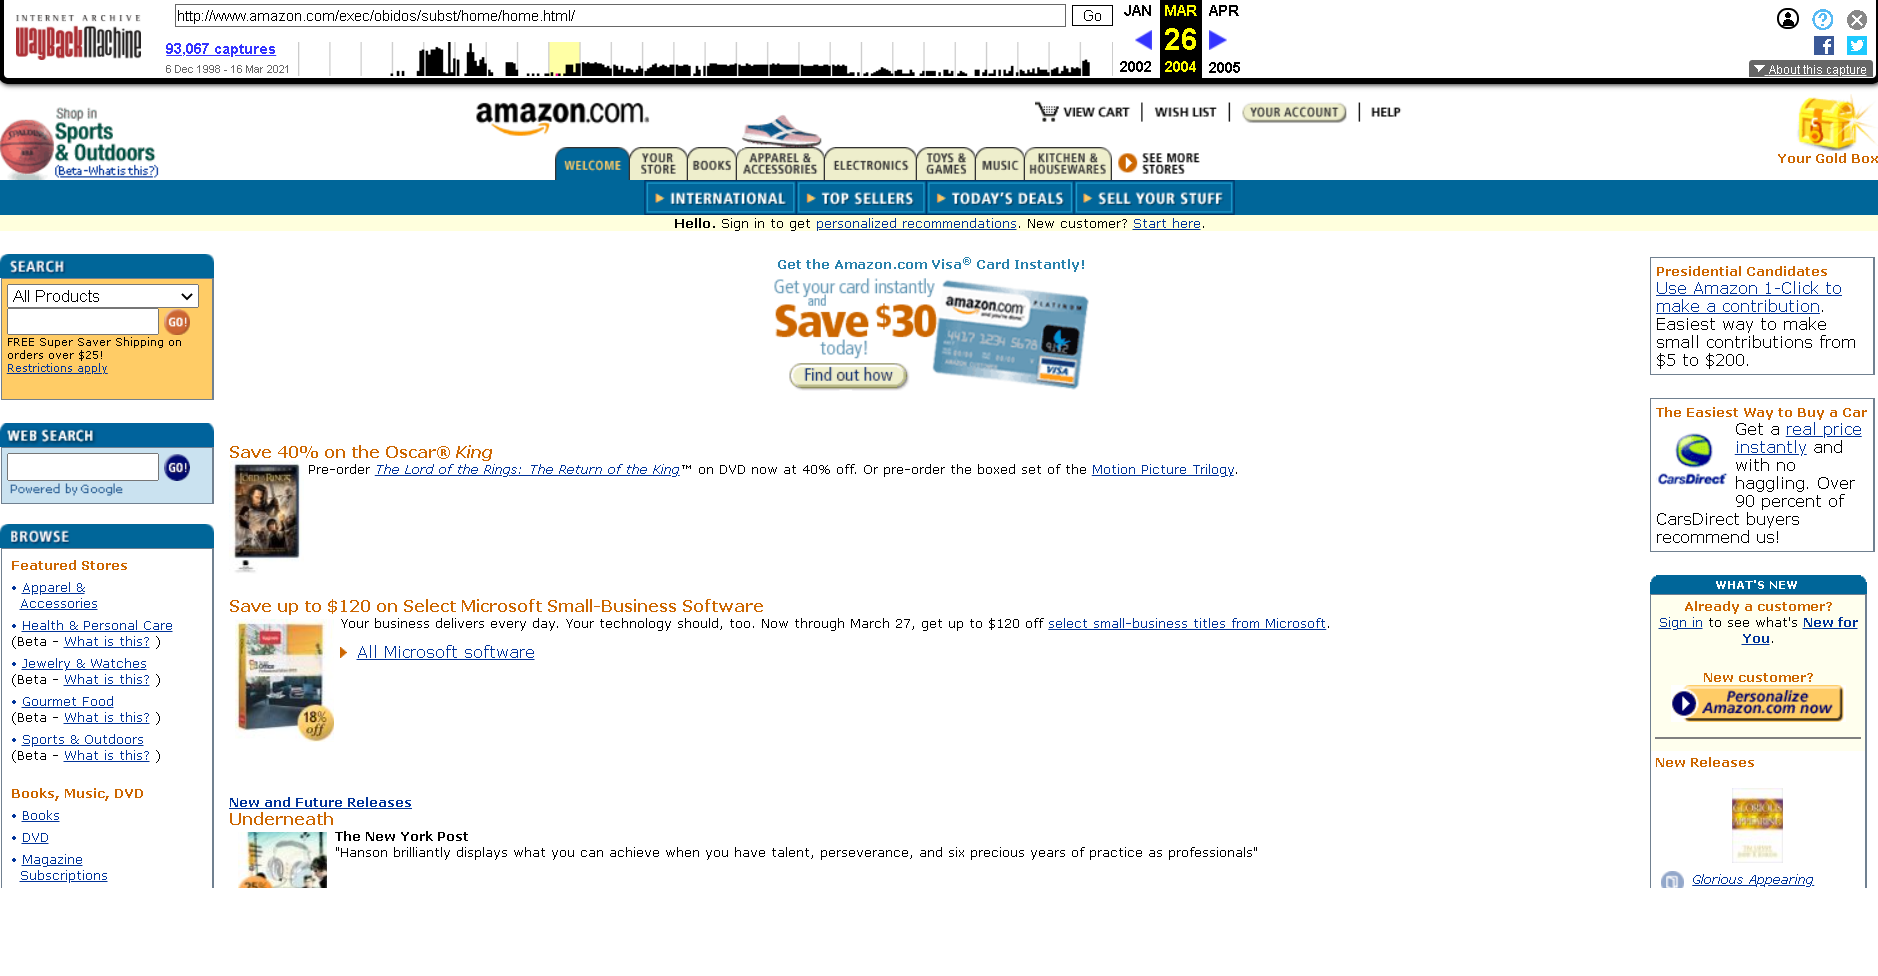 INTERNET ARCHIVE
WayBackMachine
http://www.amazon.com/exec/obidos/subst/home/home.html/
Go
93,067 captures
6 Dec 1998 - 16 Mar 2021
JAN MAR APR
26
2002 2004 2005
About this capture
Shop in
Sports
& Outdoors
(Beta-What is this?)
amazon.com.
VIEW CART
WISH LIST
YOUR ACCOUNT
HELP
Your Gold Box
WELCOME
YOUR STORE
BOOKS
APPAREL & ACCESSORIES
ELECTRONICS
TOYS & GAMES
MUSIC
KITCHEN & HOUSEWARES
SEE MORE STORES
INTERNATIONAL
TOP SELLERS
TODAY'S DEALS
SELL YOUR STUFF
Hello. Sign in to get personalized recommendations. New customer? Start here.
SEARCH
All Products
GO!
FREE Super Saver Shipping on
orders over $25!
Restrictions apply
WEB SEARCH
GO!
Powered by Google
BROWSE
Featured Stores
• Apparel &
Accessories
• Health & Personal Care
(Beta - What is this? )
• Jewelry & Watches
(Beta - What is this? )
• Gourmet Food
(Beta - What is this? )
• Sports & Outdoors
(Beta - What is this? )
Books, Music, DVD
• Books
• DVD
• Magazine
Subscriptions
Get the Amazon.com Visa® Card Instantly!
Get your card instantly
and
Save $30
today!
Find out how
amazon.com
PLATINUM
4417 1234 5678 9112
VISA
Save 40% on the Oscar® King
Pre-order The Lord of the Rings: The Return of the King™ on DVD now at 40% off. Or pre-order the boxed set of the Motion Picture Trilogy.
Save up to $120 on Select Microsoft Small-Business Software
Your business delivers every day. Your technology should, too. Now through March 27, get up to $120 off select small-business titles from Microsoft.
All Microsoft software
Office
18%
off
New and Future Releases
Underneath
The New York Post
"Hanson brilliantly displays what you can achieve when you have talent, perseverance, and six precious years of practice as professionals"
25%
Presidential Candidates
Use Amazon 1-Click to
make a contribution.
Easiest way to make
small contributions from
$5 to $200.
The Easiest Way to Buy a Car
CarsDirect
Get a real price
instantly and
with no
haggling. Over
90 percent of
CarsDirect buyers
recommend us!
WHAT'S NEW
Already a customer?
Sign in to see what's New for
You.
New customer?
Personalize
Amazon.com now
New Releases
GLORIOUS
APPEARING
Glorious Appearing